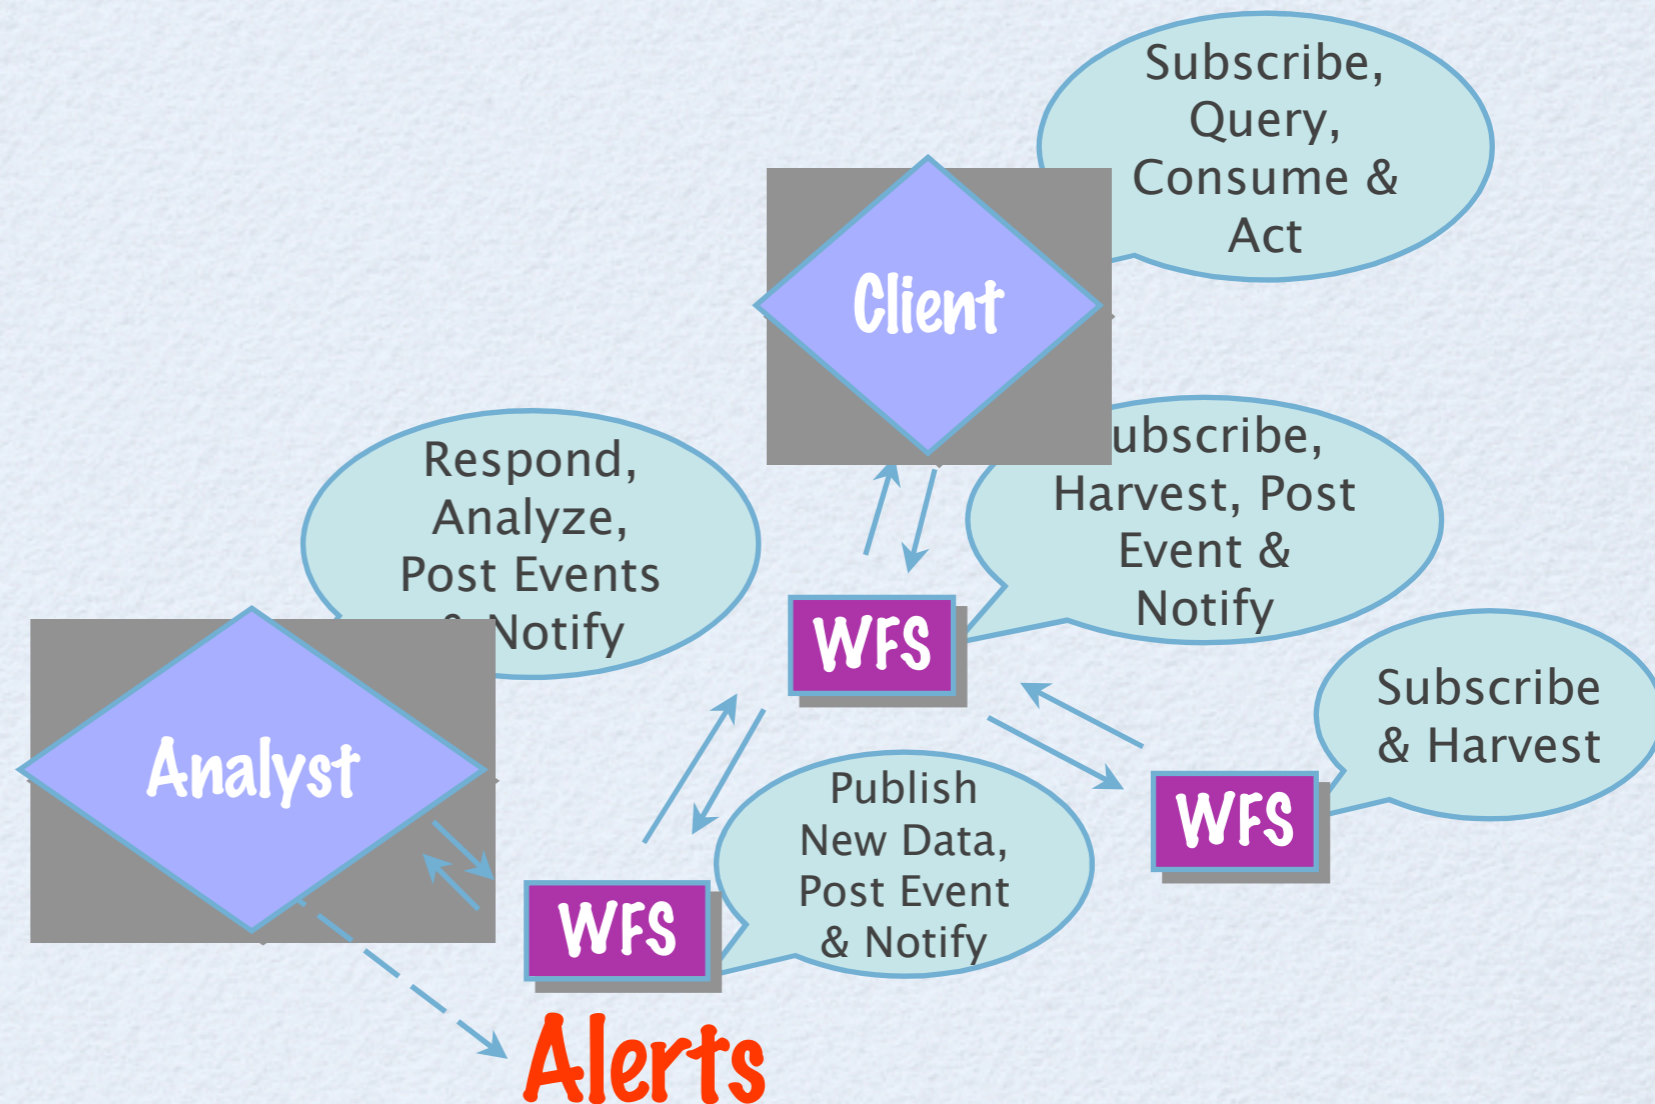 Subscribe,
Query,
Consume &
Act
Client
ubscribe,
Harvest, Post
Event &
Notify
Respond,
Analyze,
Post Events
& Notify
WFS
Subscribe
& Harvest
Analyst
Publish
New Data,
Post Event
& Notify
WFS
WFS
Alerts